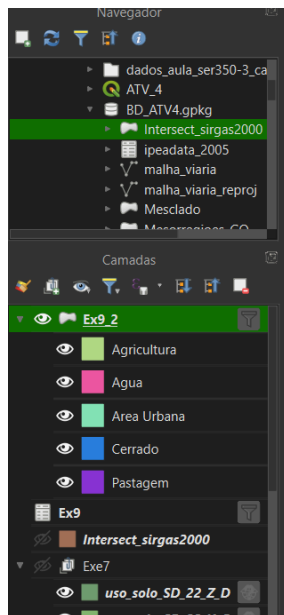 Navegador
dados_aula_ser350-3_ca
ATV_4
BD_ATV4.gpkg
Intersect_sirgas2000
ipeadata_2005
malha_viaria
malha_viaria_reproj
Mesclado
Mesorregioes_GO
Camadas
Ex9_2
Agricultura
Agua
Area Urbana
Cerrado
Pastagem
Ex9
Intersect_sirgas2000
Exe7
uso_solo_SD_22_Z_D